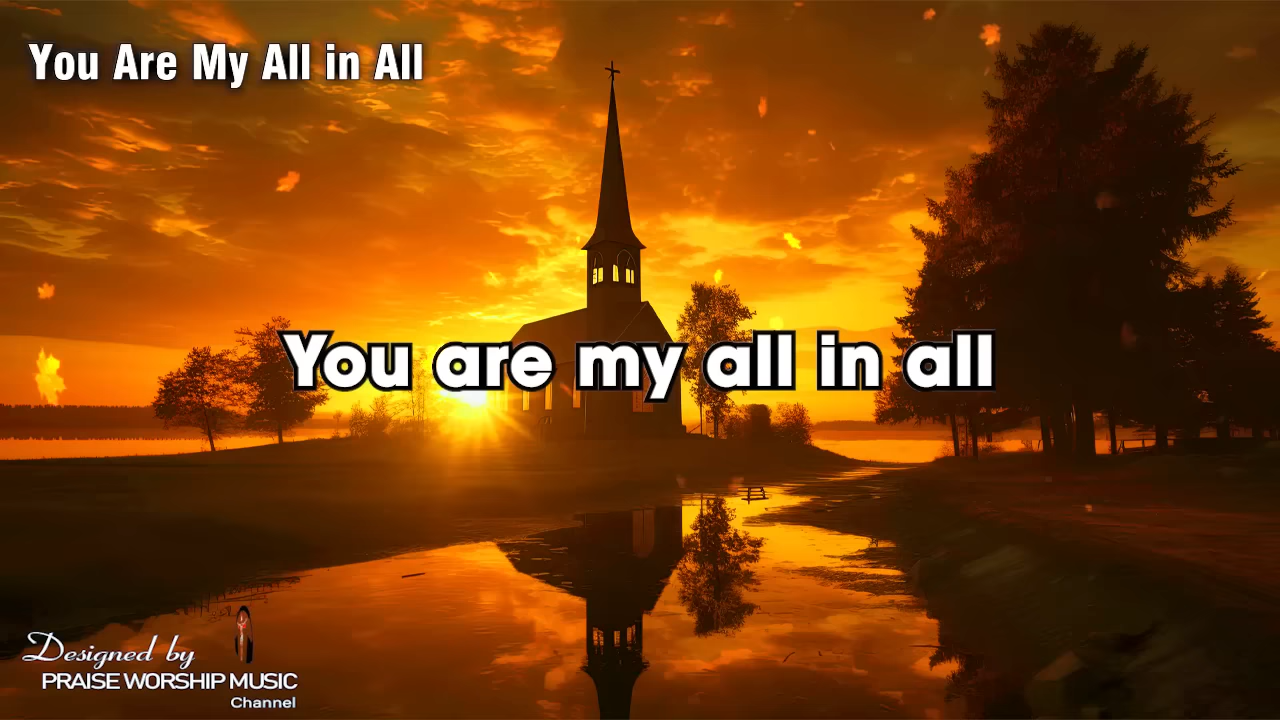 You Are My All in All
You are my all in all
Designed by
PRAISE WORSHIP MUSIC
Channel